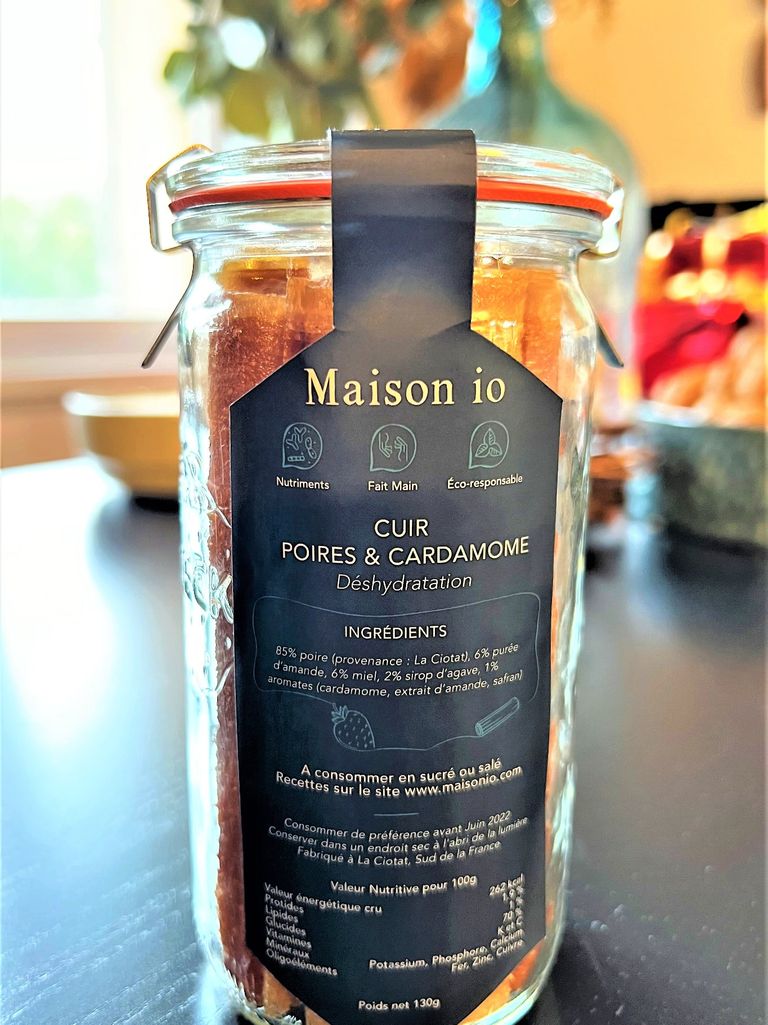 Maison io
Nutriments Fait Main Éco-responsable
CUIR
POIRES & CARDAMOME
Déshydratation
INGRÉDIENTS
85% poire (provenance : La Ciotat), 6% purée
d'amande, 6% miel, 2% sirop d'agave, 1%
aromates (cardamome, extrait d'amande, safran)
A consommer en sucré ou salé
Recettes sur le site www.maisonio.com
Consommer de préférence avant Juin 2022
Conserver dans un endroit sec à l'abri de la lumière
Fabriqué à La Ciotat, Sud de la France
Valeur Nutritive pour 100g
Valeur énergétique cru 262 kcal
Protides 1,9 %
Lipides
Glucides 70 %
Vitamines K et C
Minéraux Potassium, Phosphore, Calcium
Oligoéléments Fer, Zinc, Cuivre
Poids net 130g